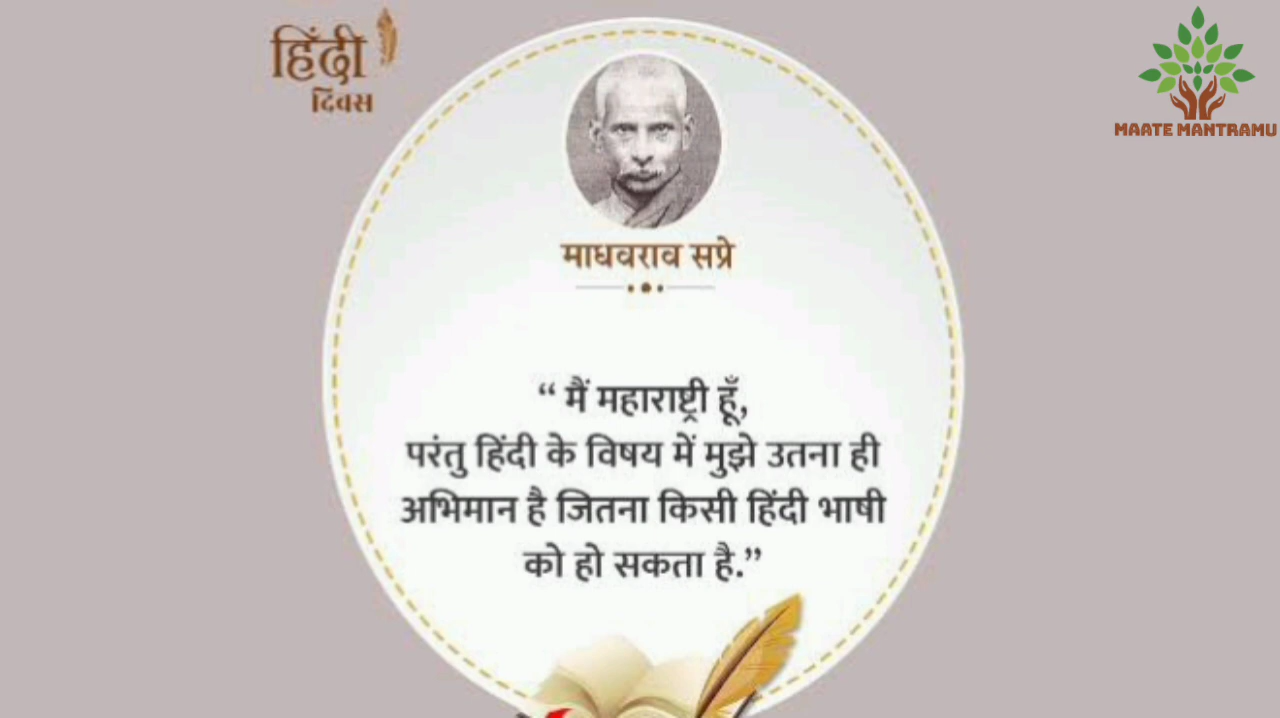 हिंदी
दिवस
MAATE MANTRAMU
माधवराव सप्रे
“ मैं महाराष्ट्री हूँ,
परंतु हिंदी के विषय में मुझे उतना ही
अभिमान है जितना किसी हिंदी भाषी
को हो सकता है.”